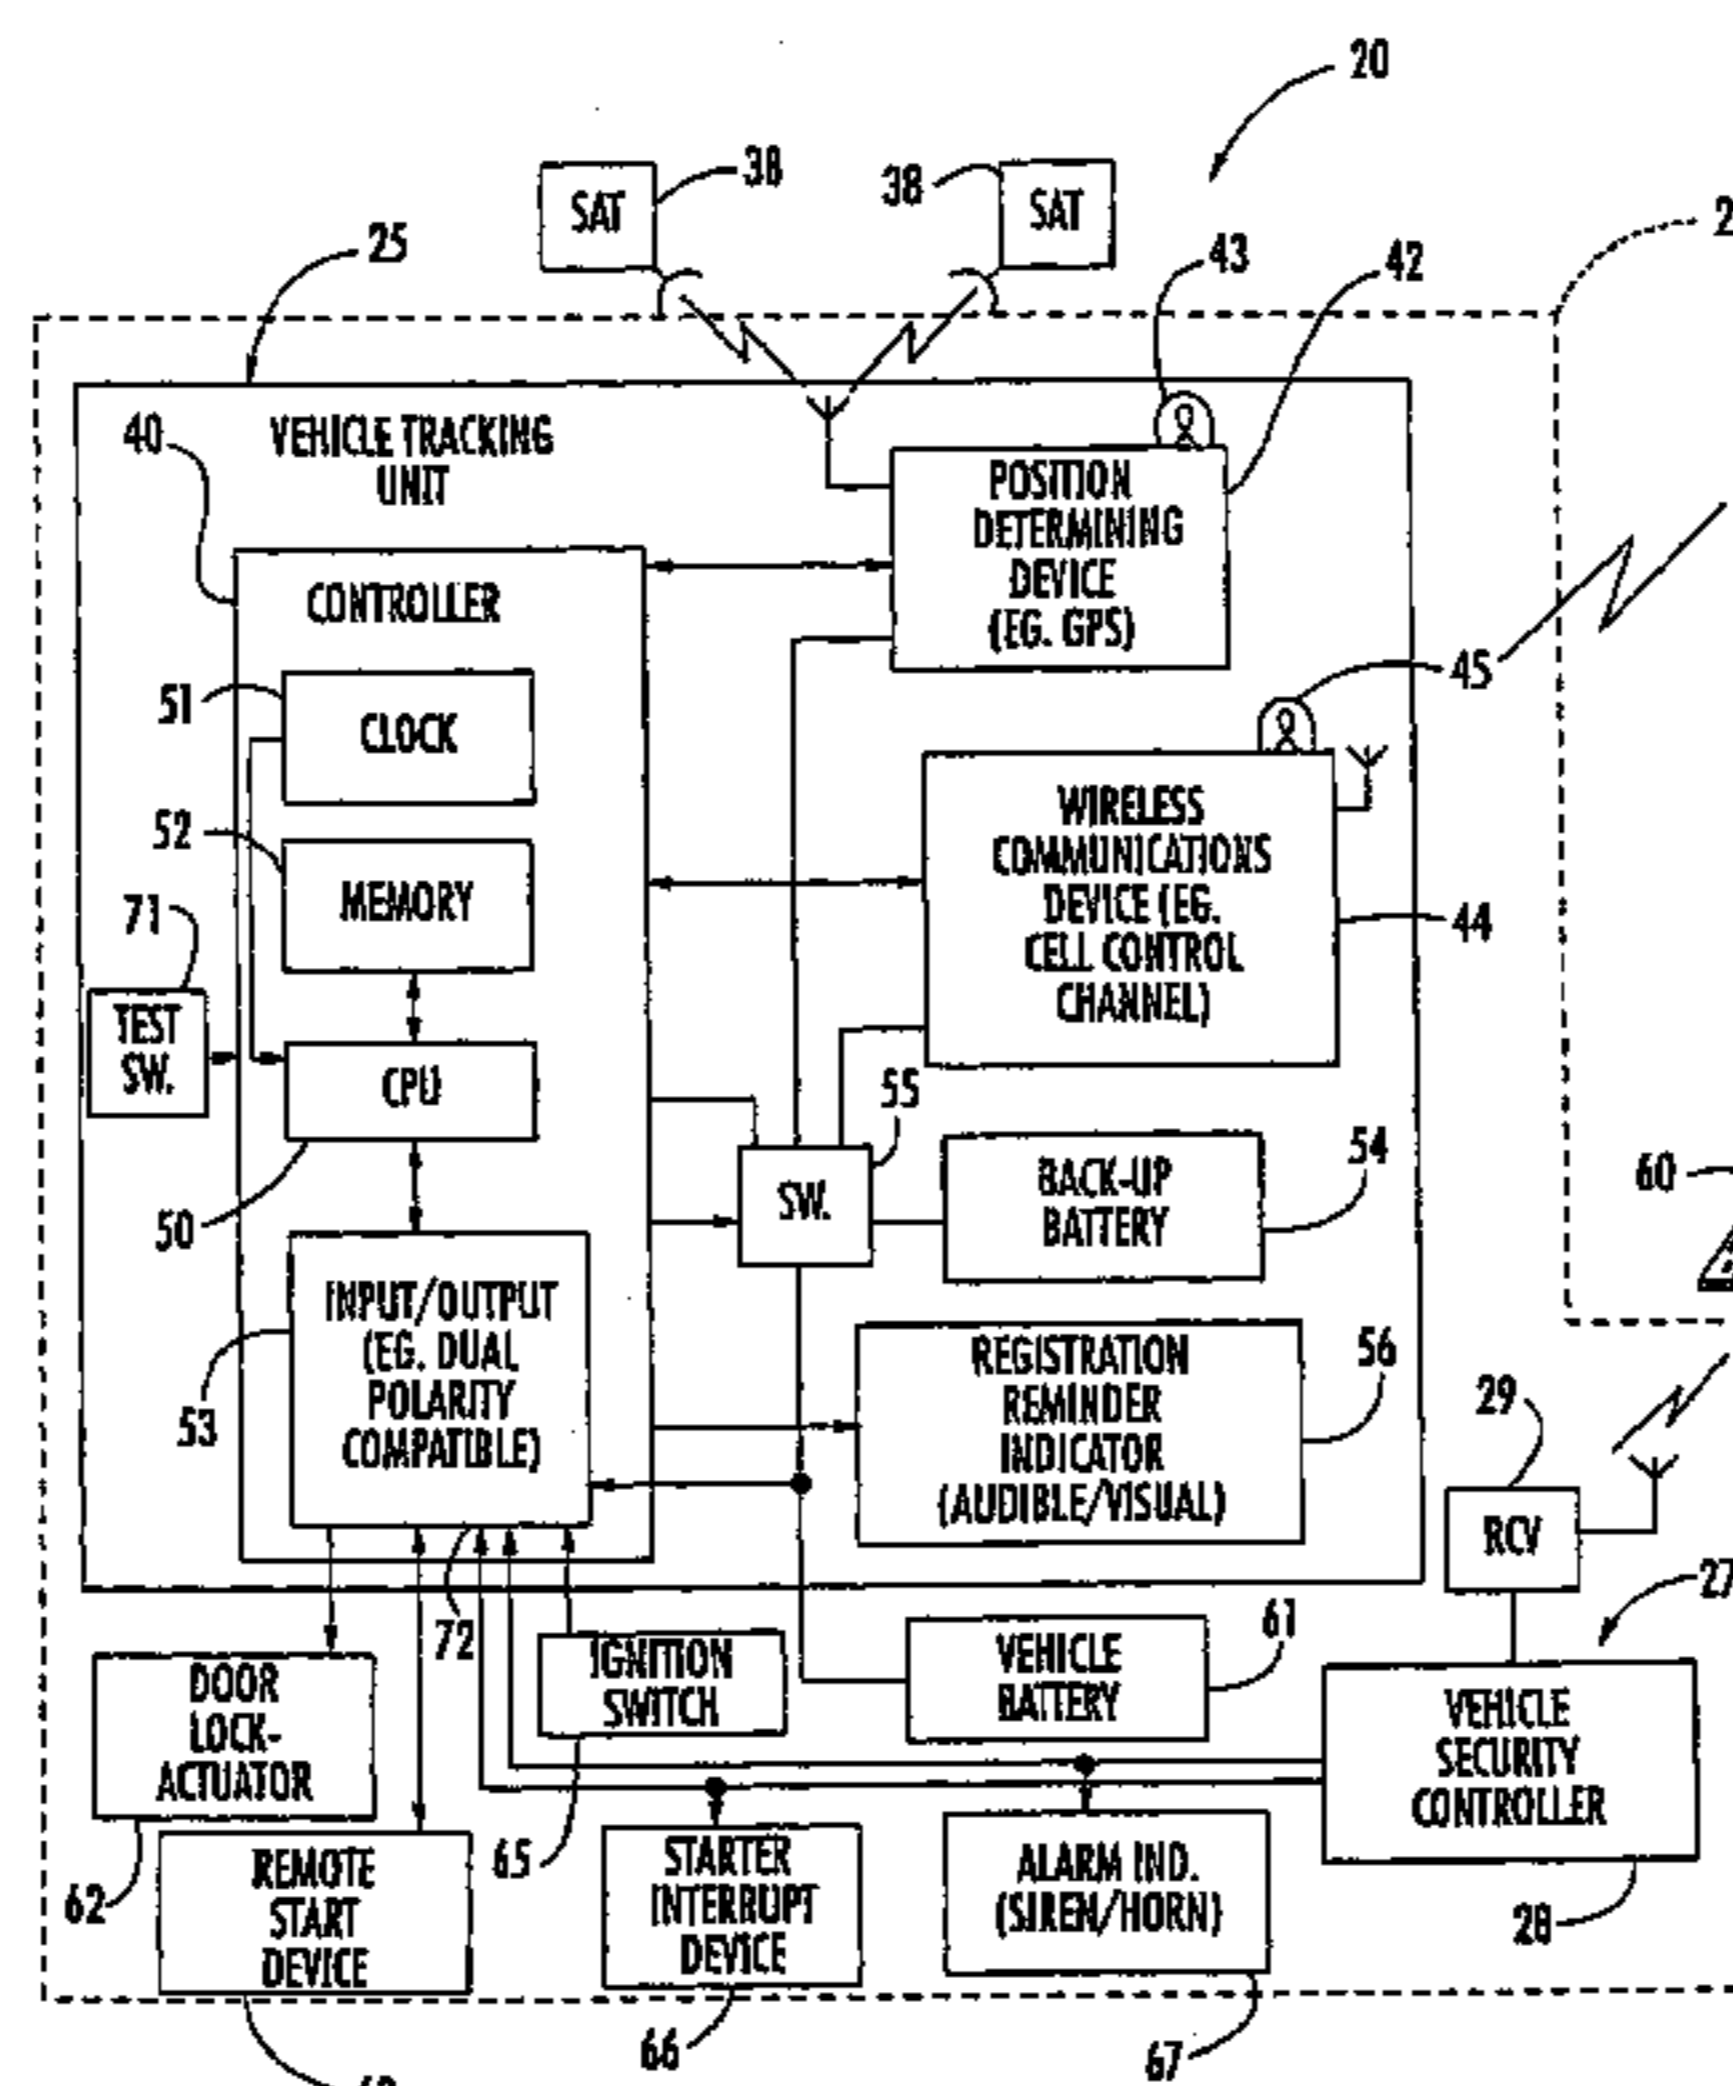 20
SAT
38
38
SAT
43
42
25
40
VEHICLE TRACKING
UNIT
POSITION
DETERMINING
DEVICE
(EG. GPS)
CONTROLLER
45
51
CLOCK
52
MEMORY
WIRELESS
COMMUNICATIONS
DEVICE (EG.
CELL CONTROL
CHANNEL)
44
71
TEST
SW.
CPU
55
50
SW.
BACK-UP
BATTERY
54
60
INPUT/OUTPUT
(EG. DUAL
POLARITY
COMPATIBLE)
53
REGISTRATION
REMINDER
INDICATOR
(AUDIBLE/VISUAL)
56
29
RCV
27
72
IGNITION
SWITCH
VEHICLE
BATTERY
61
DOOR
LOCK-
ACTUATOR
VEHICLE
SECURITY
CONTROLLER
62
REMOTE
START
DEVICE
65
STARTER
INTERRUPT
DEVICE
ALARM IND.
(SIREN/HORN)
28
66
67